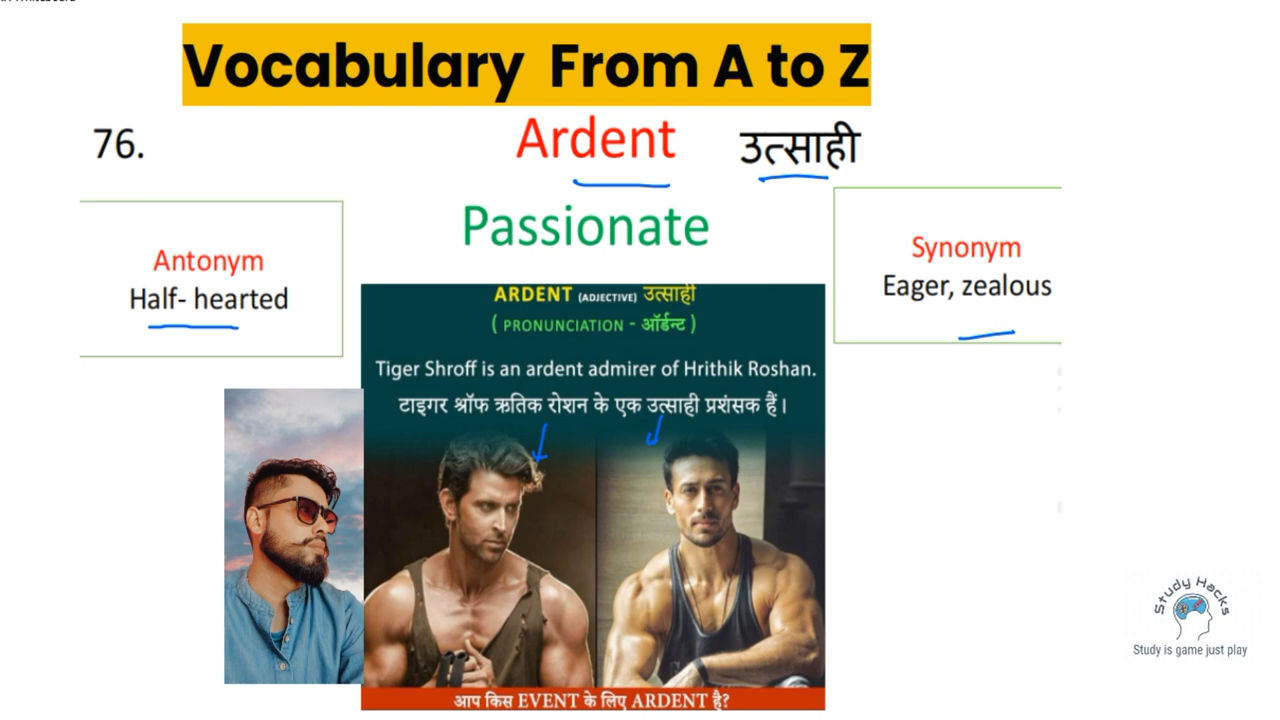 Vocabulary From A to Z
76.
Ardent उत्साही
Passionate
Antonym
Half- hearted
Synonym
Eager, zealous
ARDENT (ADJECTIVE) उत्साही
( PRONUNCIATION - ऑर्डन्ट )
Tiger Shroff is an ardent admirer of Hrithik Roshan.
टाइगर श्रॉफ ऋतिक रोशन के एक उत्साही प्रशंसक हैं।
आप किस EVENT के लिए ARDENT है?
Study Hacks
Study is game just play